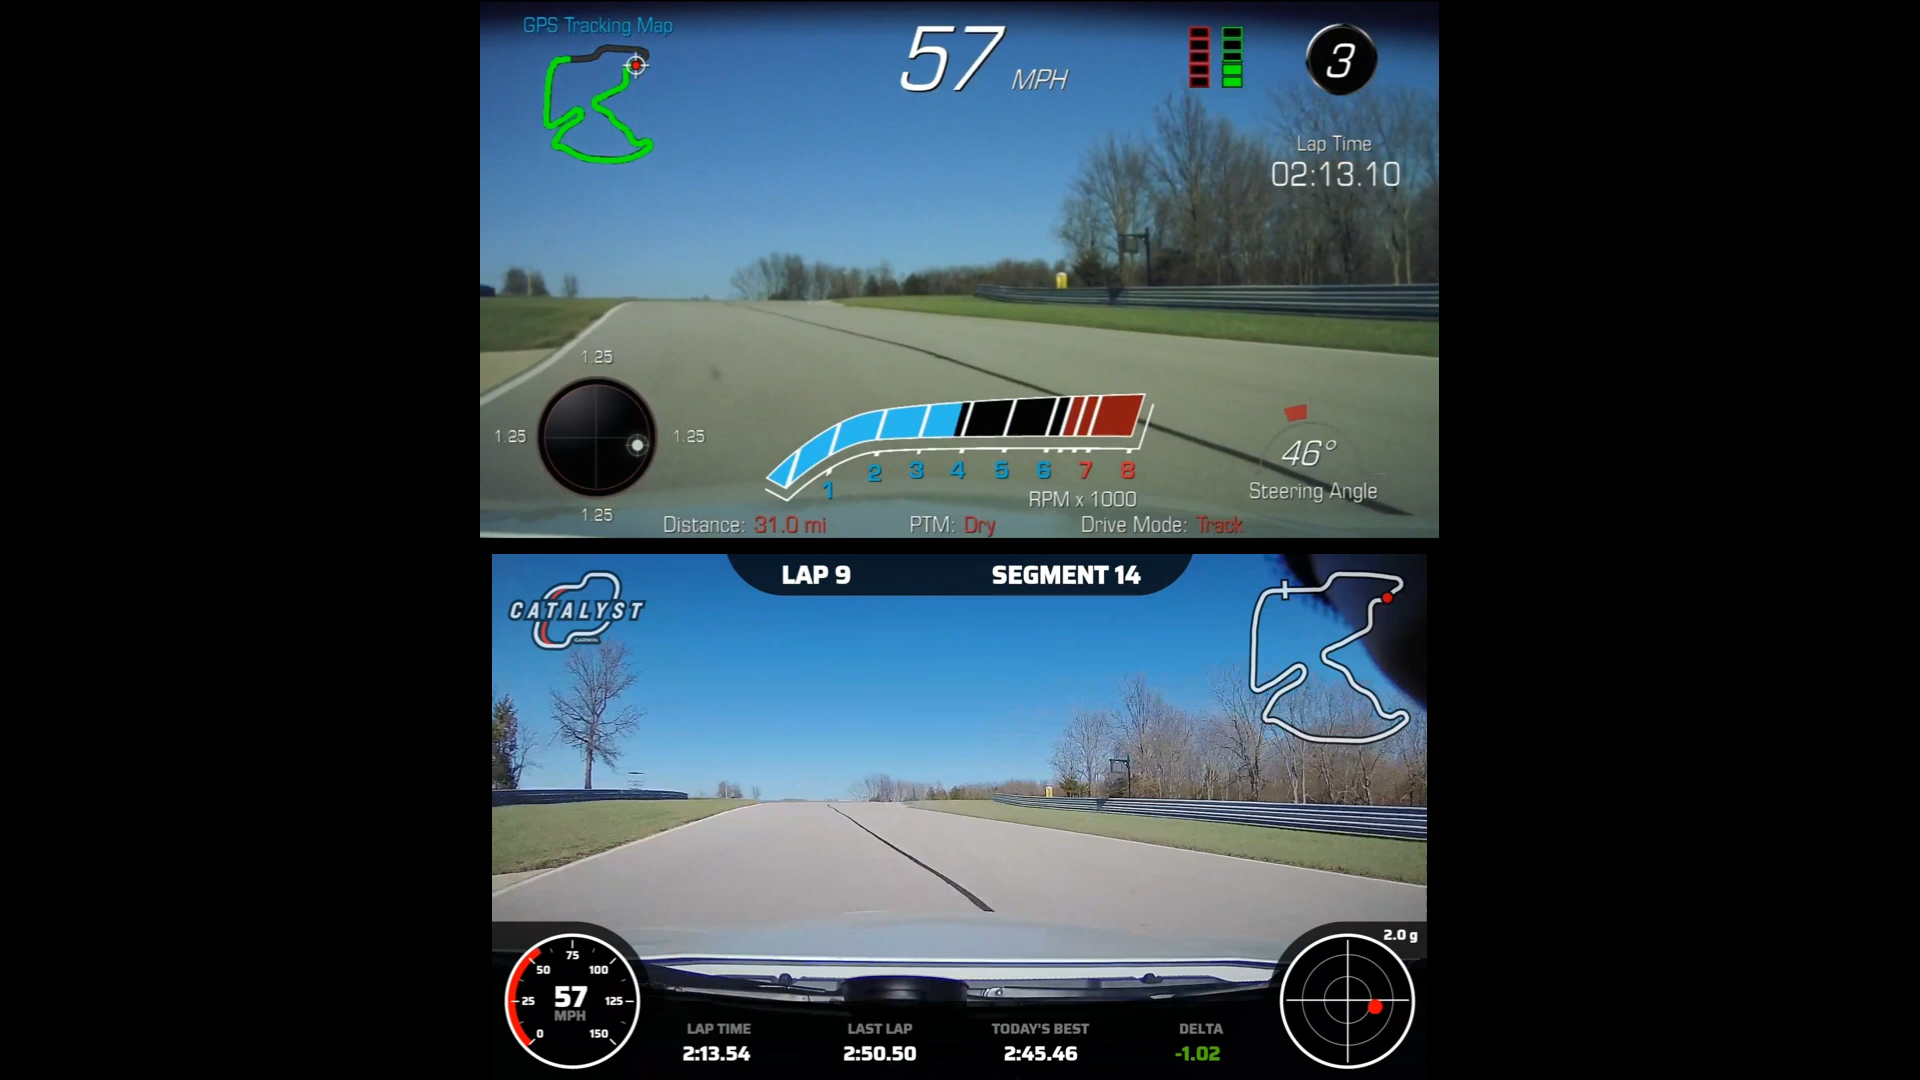 GPS Tracking Map
57 MPH
3
Lap Time
02:13.10
1.25
1.25
1.25
1.25
1 2 3 4 5 6 7 8
RPM x 1000
46°
Steering Angle
Distance: 31.0 mi
PTM: Dry
Drive Mode: Track
LAP 9
SEGMENT 14
CATALYST
GARMIN
2.0 g
75
50
100
25
57
125
MPH
0
150
LAP TIME
2:13.54
LAST LAP
2:50.50
TODAY'S BEST
2:45.46
DELTA
-1.02